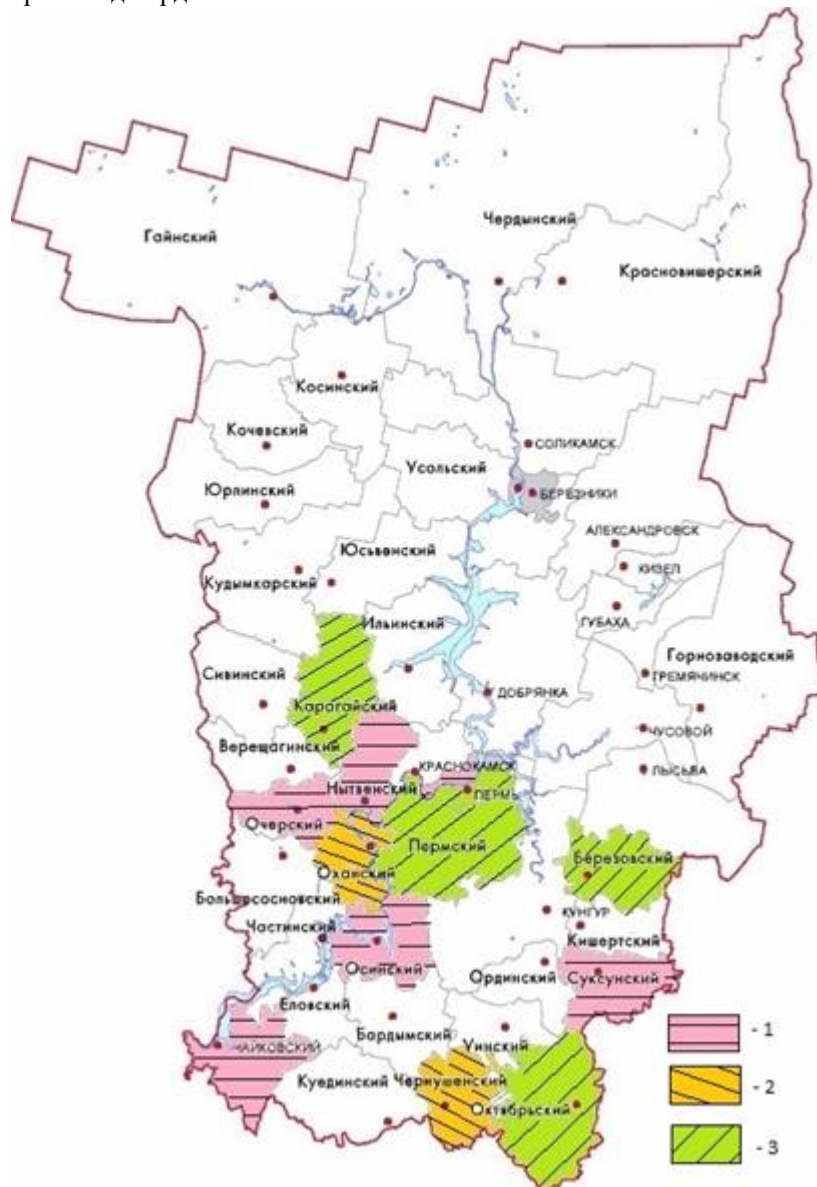 Чердынский
Гайнский
Красновишерский
Косинский
Кочевский
СОЛИКАМСК
Усольский
Юрлинский
БЕРЕЗНИКИ
АЛЕКСАНДРОВСК
Юсьвенский
КИЗЕЛ
Кудымкарский
ГУБАХА
Ильинский
Горнозаводский
Сивинский
ГРЕМЯЧИНСК
ДОБРЯНКА
Карагайский
ЧУСОВОЙ
Верещагинский
КРАСНОКАМСК
ЛЫСЬВА
Нытвенский
ПЕРМЬ
Очерский
Пермский
Березовский
Оханский
Большесосновский
КУНГУР
Частинский
Кишертский
Осинский
Ординский
Суксунский
Еловский
Бардымский
Уинский
ЧАЙКОВСКИЙ
Куединский
Чернушенский
Октябрьский
- 1
- 2
- 3